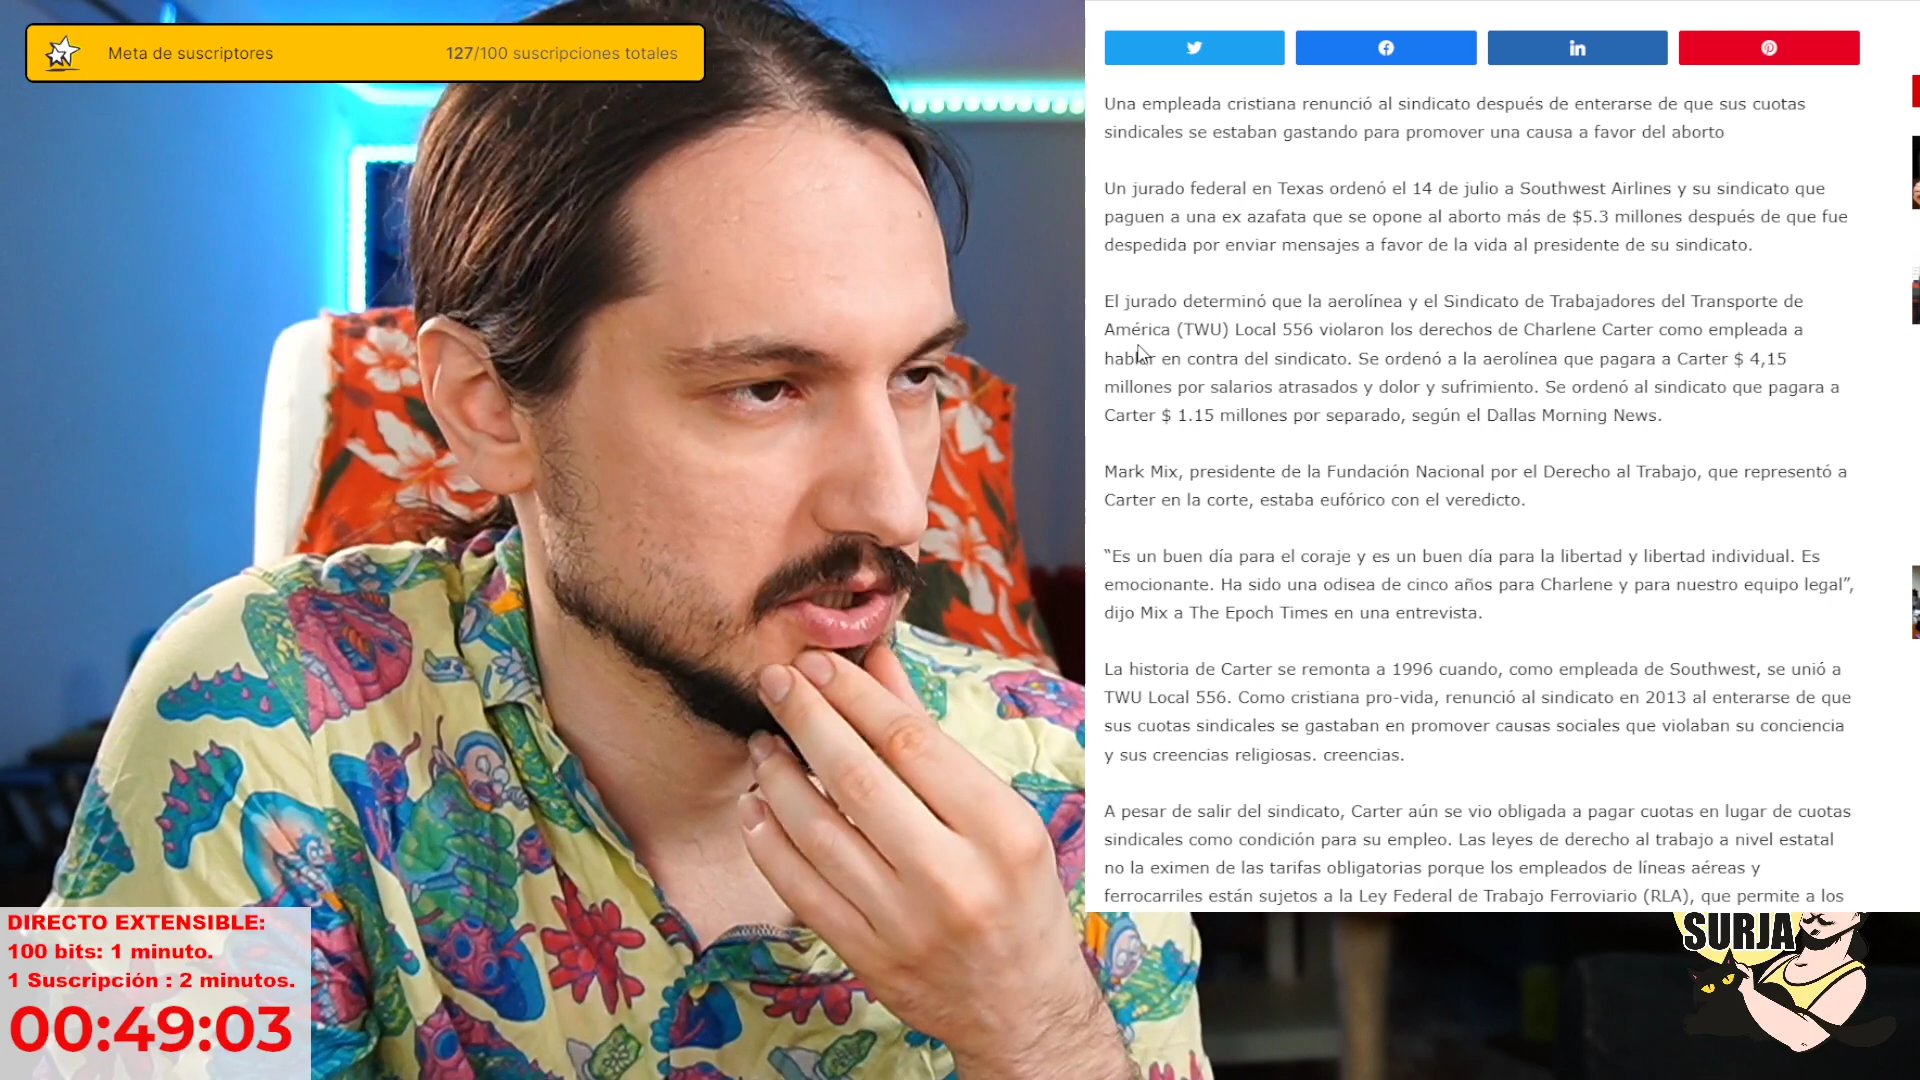 Meta de suscriptores
127/100 suscripciones totales
Una empleada cristiana renunció al sindicato después de enterarse de que sus cuotas
sindicales se estaban gastando para promover una causa a favor del aborto
Un jurado federal en Texas ordenó el 14 de julio a Southwest Airlines y su sindicato que
paguen a una ex azafata que se opone al aborto más de $5.3 millones después de que fue
despedida por enviar mensajes a favor de la vida al presidente de su sindicato.
El jurado determinó que la aerolínea y el Sindicato de Trabajadores del Transporte de
América (TWU) Local 556 violaron los derechos de Charlene Carter como empleada a
hablar en contra del sindicato. Se ordenó a la aerolínea que pagara a Carter $ 4,15
millones por salarios atrasados y dolor y sufrimiento. Se ordenó al sindicato que pagara a
Carter $ 1.15 millones por separado, según el Dallas Morning News.
Mark Mix, presidente de la Fundación Nacional por el Derecho al Trabajo, que representó a
Carter en la corte, estaba eufórico con el veredicto.
“Es un buen día para el coraje y es un buen día para la libertad y libertad individual. Es
emocionante. Ha sido una odisea de cinco años para Charlene y para nuestro equipo legal”,
dijo Mix a The Epoch Times en una entrevista.
La historia de Carter se remonta a 1996 cuando, como empleada de Southwest, se unió a
TWU Local 556. Como cristiana pro-vida, renunció al sindicato en 2013 al enterarse de que
sus cuotas sindicales se gastaban en promover causas sociales que violaban su conciencia
y sus creencias religiosas. creencias.
A pesar de salir del sindicato, Carter aún se vio obligada a pagar cuotas en lugar de cuotas
sindicales como condición para su empleo. Las leyes de derecho al trabajo a nivel estatal
no la eximen de las tarifas obligatorias porque los empleados de líneas aéreas y
ferrocarriles están sujetos a la Ley Federal de Trabajo Ferroviario (RLA), que permite a los
DIRECTO EXTENSIBLE:
100 bits: 1 minuto.
1 Suscripción : 2 minutos.
00:49:03
SURJA